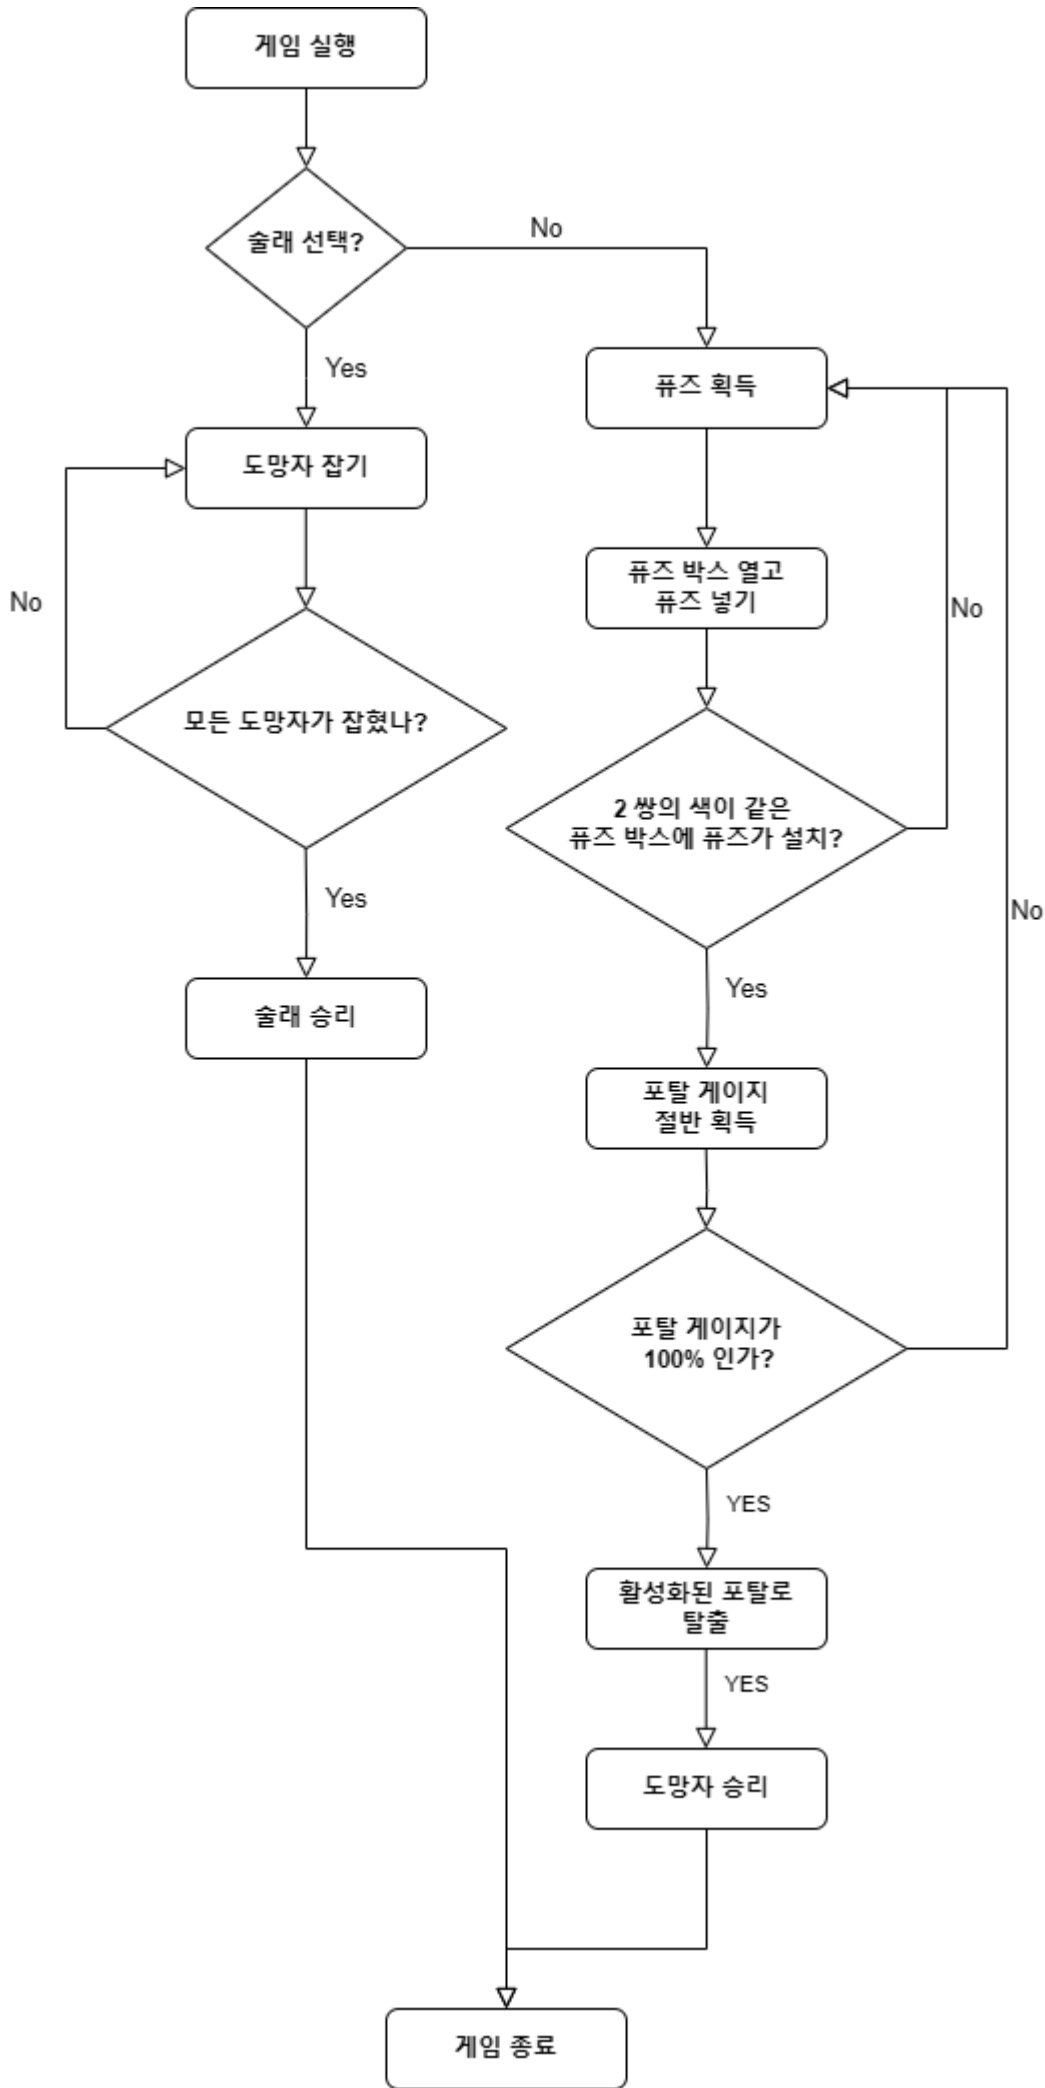 게임 실행
술래 선택?
No
Yes
퓨즈 획득
도망자 잡기
No
퓨즈 박스 열고
퓨즈 넣기
No
모든 도망자가 잡혔나?
2 쌍의 색이 같은
퓨즈 박스에 퓨즈가 설치?
Yes
No
Yes
술래 승리
포탈 게이지
절반 획득
포탈 게이지가
100% 인가?
YES
활성화된 포탈로
탈출
YES
도망자 승리
게임 종료